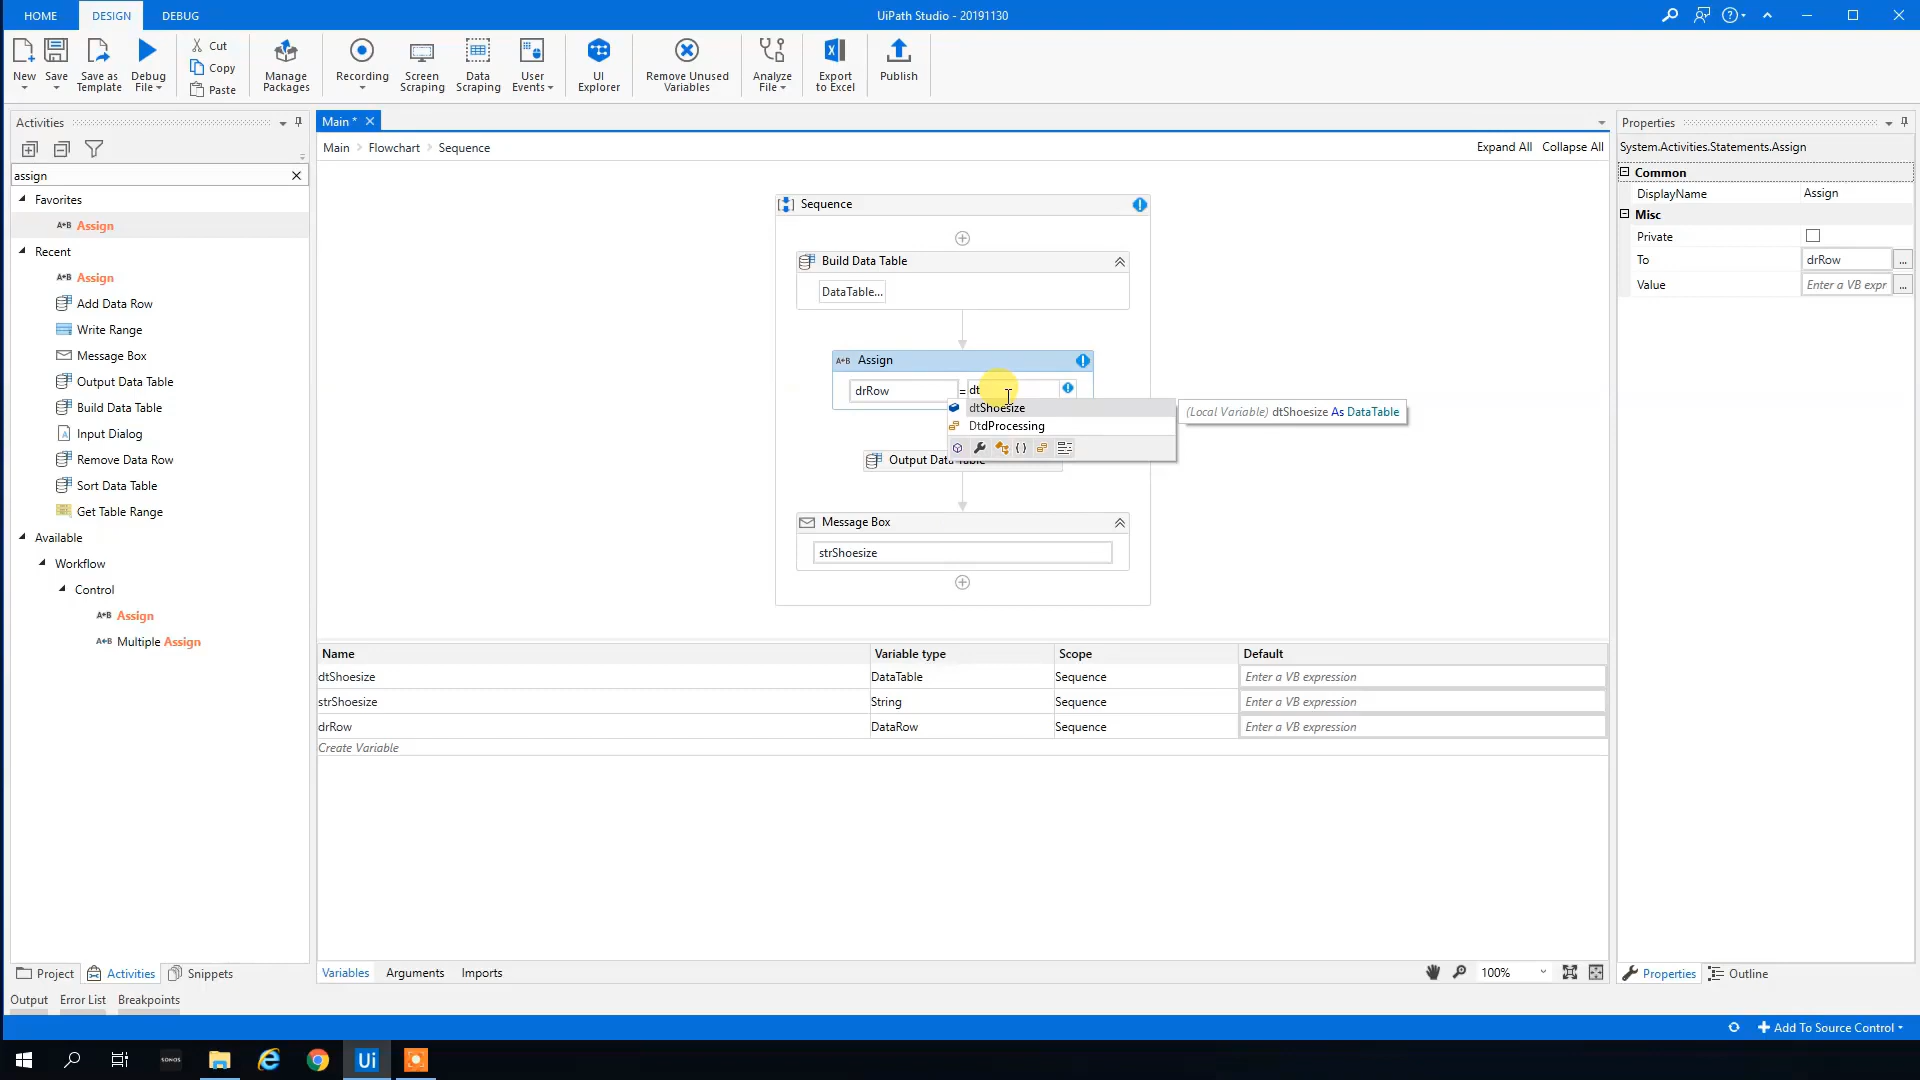 HOME DESIGN DEBUG UiPath Studio - 20191130
New Save Save as Template Debug File Cut Copy Paste Manage Packages Recording Screen Scraping Data Scraping User Events UI Explorer Remove Unused Variables Analyze File Export to Excel Publish
Activities
assign
Favorites
Assign
Recent
Assign
Add Data Row
Write Range
Message Box
Output Data Table
Build Data Table
Input Dialog
Remove Data Row
Sort Data Table
Get Table Range
Available
Workflow
Control
A+B Assign
Multiple Assign
Project Activities Snippets
Main *
Main > Flowchart > Sequence Expand All Collapse All
Sequence
Build Data Table
DataTable...
A+B Assign
drRow = dt
dtShoesize (Local Variable) dtShoesize As DataTable
DtdProcessing
Output Data
Message Box
strShoesize
Name Variable type Scope Default
dtShoesize DataTable Sequence Enter a VB expression
strShoesize String Sequence Enter a VB expression
drRow DataRow Sequence Enter a VB expression
Create Variable
Variables Arguments Imports 100%
Properties
System.Activities.Statements.Assign
Common
DisplayName Assign
Misc
Private
To drRow ...
Value Enter a VB expr ...
Properties Outline
Output Error List Breakpoints
Add To Source Control
SONOS Ui